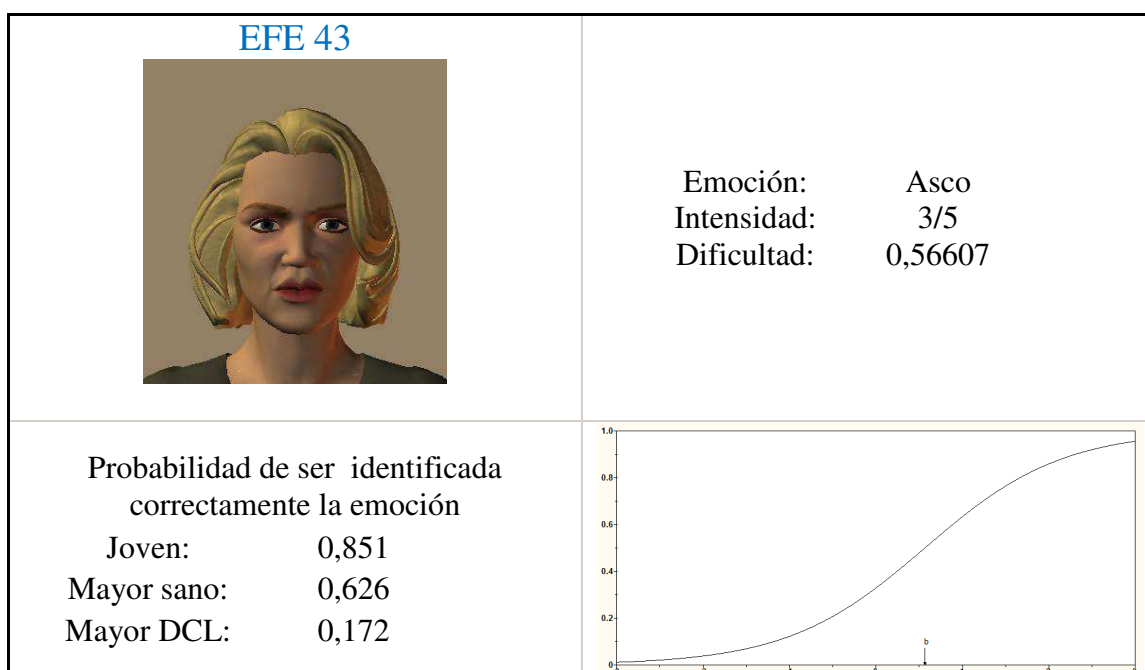 EFE 43
Emoción: Asco
Intensidad: 3/5
Dificultad: 0,56607
Probabilidad de ser identificada
correctamente la emoción
Joven: 0,851
Mayor sano: 0,626
Mayor DCL: 0,172
1.0
0.8
0.6
0.4
0.2
0
b